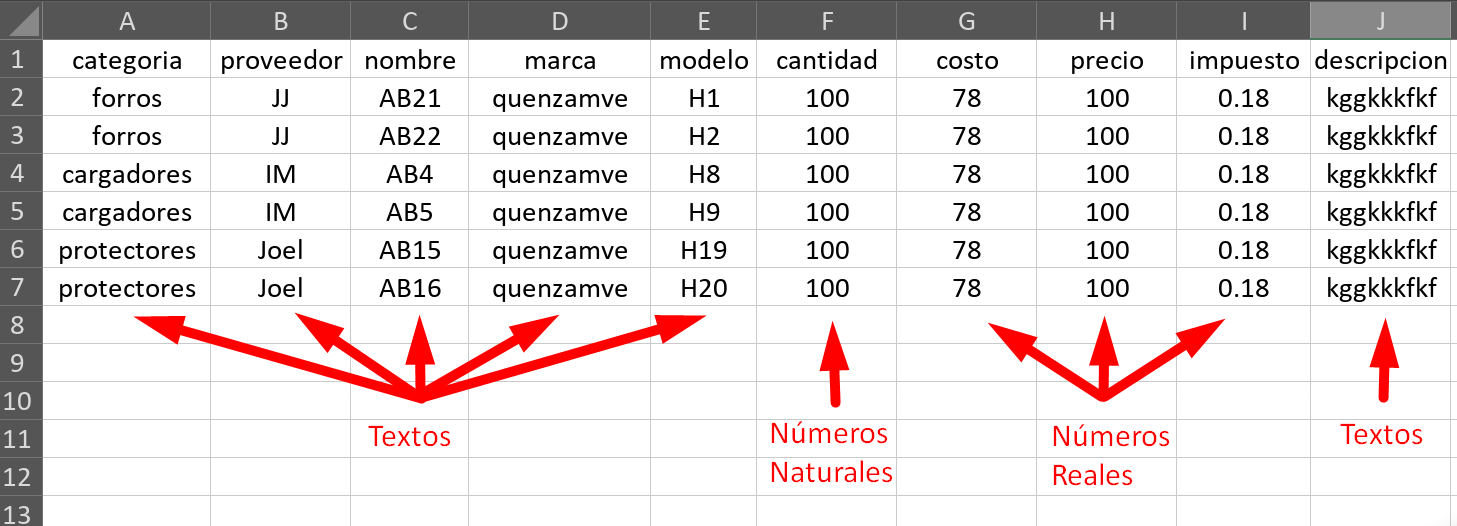 A B C D E F G H I J
1 categoria proveedor nombre marca modelo cantidad costo precio impuesto descripcion
2 forros JJ AB21 quenzamve H1 100 78 100 0.18 kggkkkfkf
3 forros JJ AB22 quenzamve H2 100 78 100 0.18 kggkkkfkf
4 cargadores IM AB4 quenzamve H8 100 78 100 0.18 kggkkkfkf
5 cargadores IM AB5 quenzamve H9 100 78 100 0.18 kggkkkfkf
6 protectores Joel AB15 quenzamve H19 100 78 100 0.18 kggkkkfkf
7 protectores Joel AB16 quenzamve H20 100 78 100 0.18 kggkkkfkf
8
9
10
11 Textos Números Números Textos
12 Naturales Reales
13